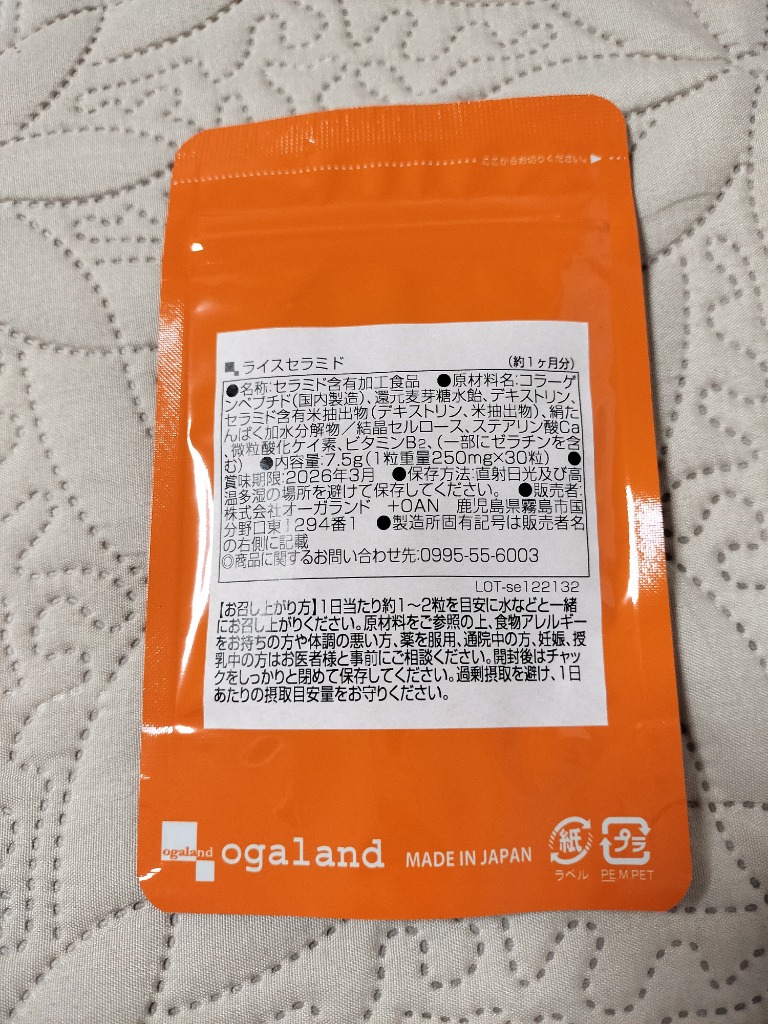 ここからお切りください。
ライスセラミド (約1ヶ月分)
●名称:セラミド含有加工食品 ●原材料名:コラーゲ
ンペプチド(国内製造)、還元麦芽糖水飴、デキストリン、
セラミド含有米抽出物(デキストリン、米抽出物)、絹た
んぱく加水分解物/結晶セルロース、ステアリン酸Ca
、微粒酸化ケイ素、ビタミンB₂、(一部にゼラチンを含
む) ●内容量:7.5g(1粒重量250mg×30粒) ●
賞味期限:2026年3月 ●保存方法:直射日光及び高
温多湿の場所を避けて保存してください。 ●販売者:
株式会社オーガランド +OAN 鹿児島県霧島市国
分野口東1294番1 ●製造所固有記号は販売者名
の右側に記載
◎商品に関するお問い合わせ先:0995-55-6003
LOT-se122132
【お召し上がり方】1日当たり約1~2粒を目安に水などと一緒
にお召し上がりください。原材料をご参照の上、食物アレルギー
をお持ちの方や体調の悪い方、薬を服用、通院中の方、妊娠、授
乳中の方はお医者様と事前にご相談ください。開封後はチャッ
クをしっかりと閉めて保存してください。過剰摂取を避け、1日
あたりの摂取目安量をお守りください。
ogaland ogaland MADE IN JAPAN 紙 プラ
ラベル PE,M,PET